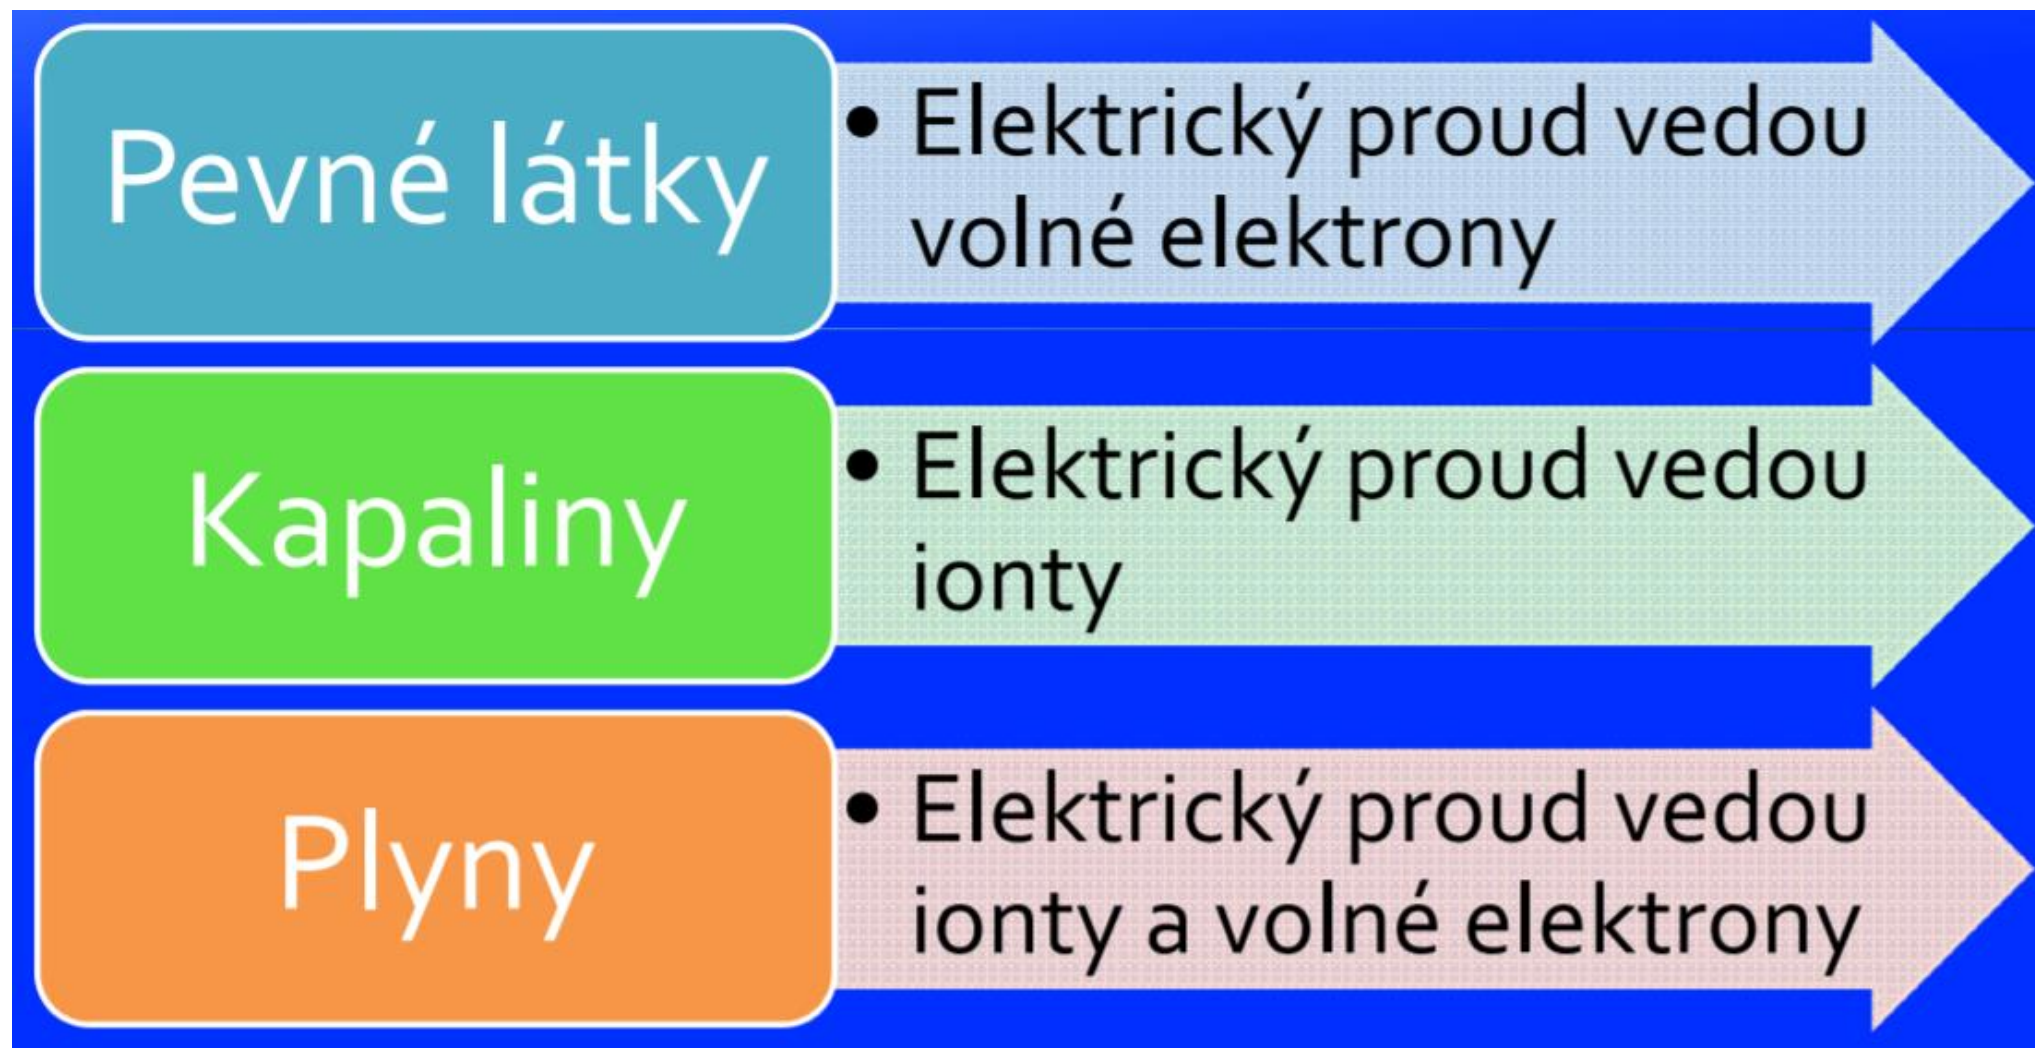 Pevné látky
• Elektrický proud vedou
volné elektrony
Kapaliny
• Elektrický proud vedou
ionty
Plyny
• Elektrický proud vedou
ionty a volné elektrony